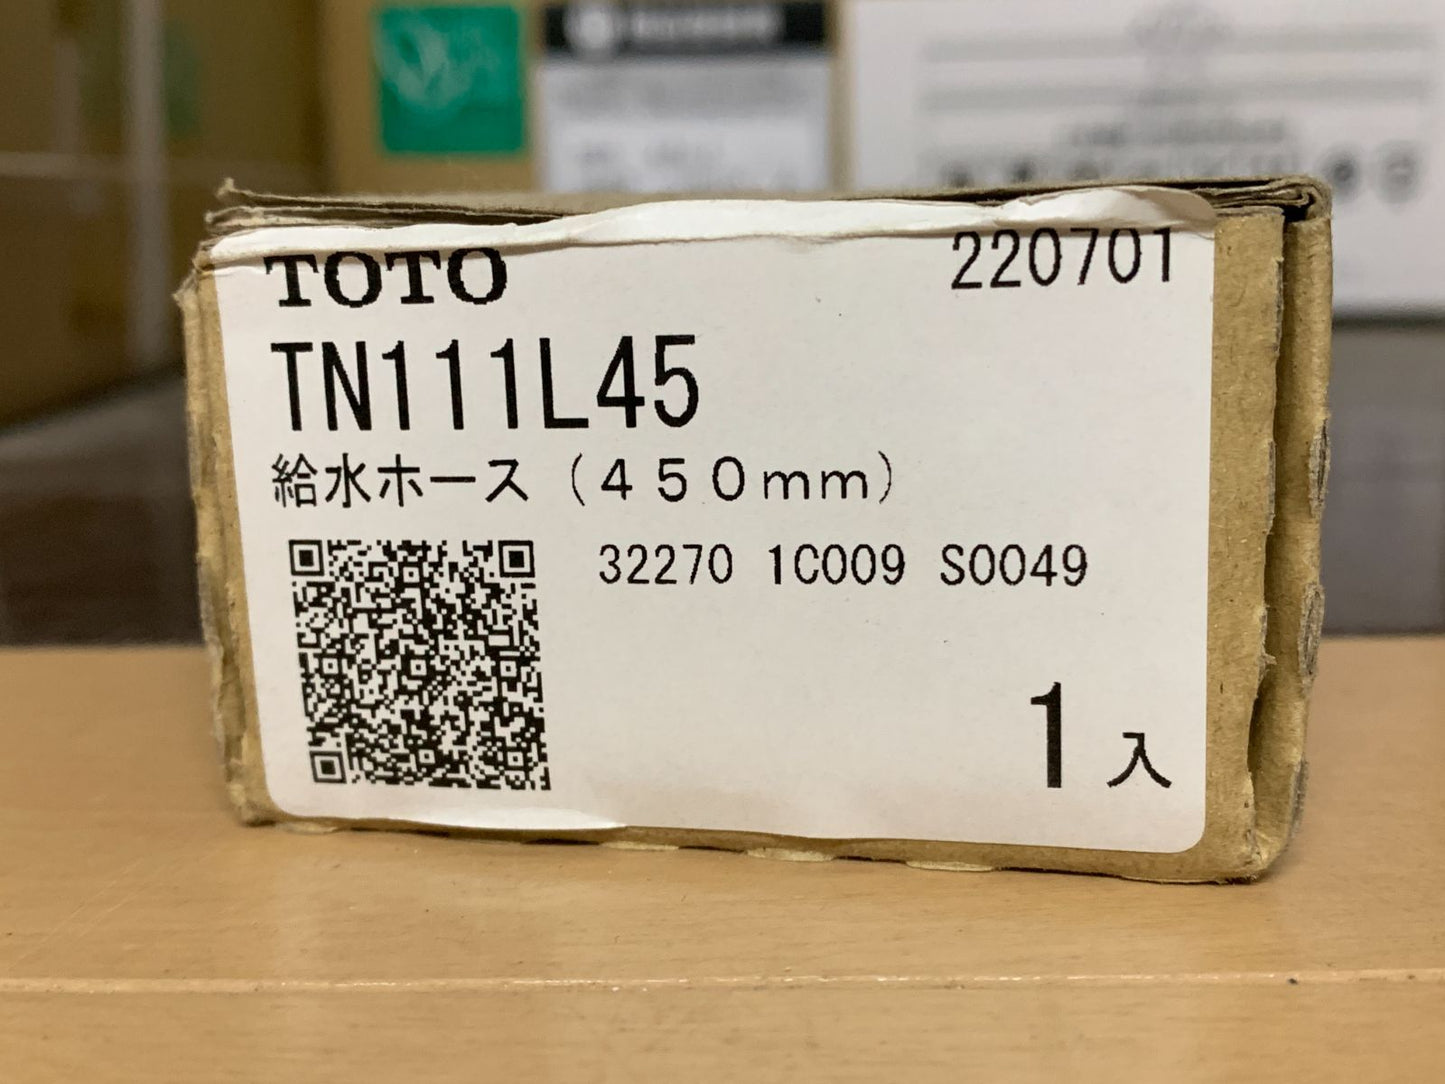 TOTO 220701
TN111L45
給水ホース（４５０mm）
32270 1C009 S0049
1入